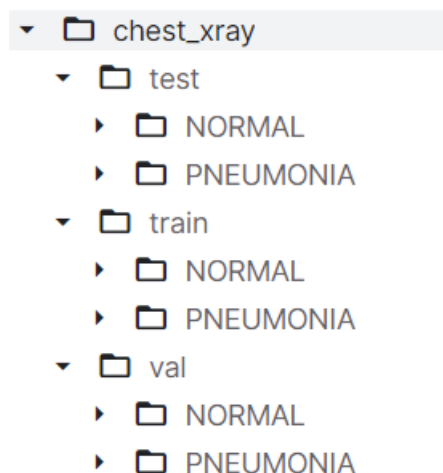 chest_xray
test
NORMAL
PNEUMONIA
train
NORMAL
PNEUMONIA
val
NORMAL
PNEUMONIA